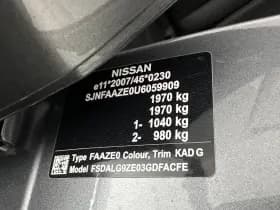 NISSAN
e11*2007/46*0230
SJNFAAZE0U6059909
1970 kg
1970 kg
1- 1040 kg
2- 980 kg
Type FAAZE0 Colour, Trim KAD G
Model FSDALG9ZE03GDFACFE